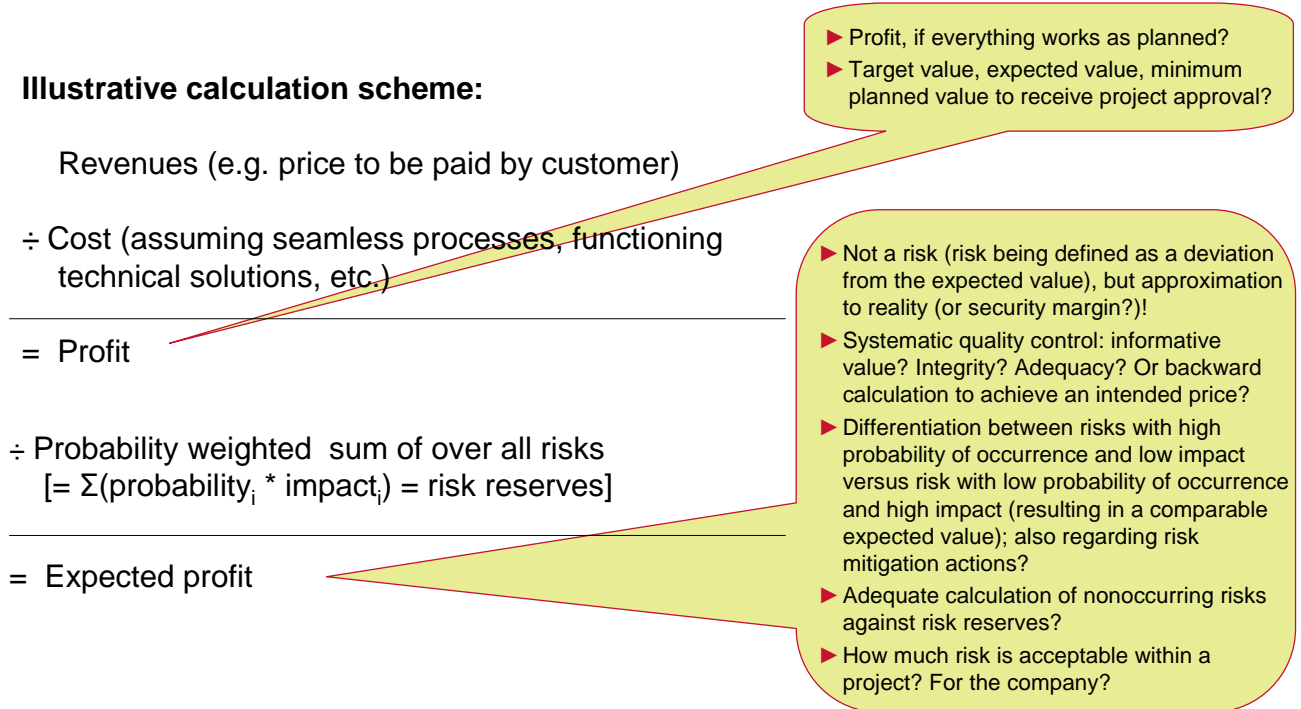 Illustrative calculation scheme:
Revenues (e.g. price to be paid by customer)
÷ Cost (assuming seamless processes, functioning
technical solutions, etc.)
= Profit
÷ Probability weighted sum of over all risks
[= Σ(probabilityᵢ * impactᵢ) = risk reserves]
= Expected profit
► Profit, if everything works as planned?
► Target value, expected value, minimum
planned value to receive project approval?
► Not a risk (risk being defined as a deviation
from the expected value), but approximation
to reality (or security margin?)!
► Systematic quality control: informative
value? Integrity? Adequacy? Or backward
calculation to achieve an intended price?
► Differentiation between risks with high
probability of occurrence and low impact
versus risk with low probability of occurrence
and high impact (resulting in a comparable
expected value); also regarding risk
mitigation actions?
► Adequate calculation of nonoccurring risks
against risk reserves?
► How much risk is acceptable within a
project? For the company?